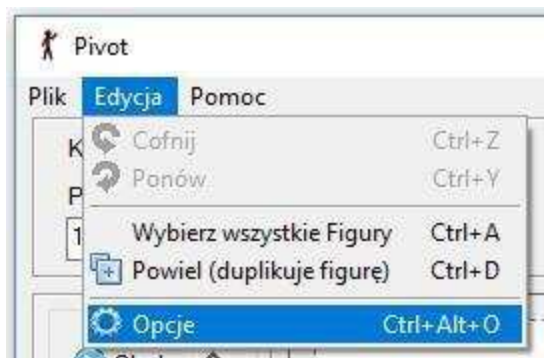 Pivot
Plik Edycja Pomoc
K
Cofnij Ctrl+Z
P
Ponów Ctrl+Y
1
Wybierz wszystkie Figury Ctrl+A
Powiel (duplikuje figurę) Ctrl+D
Opcje Ctrl+Alt+O